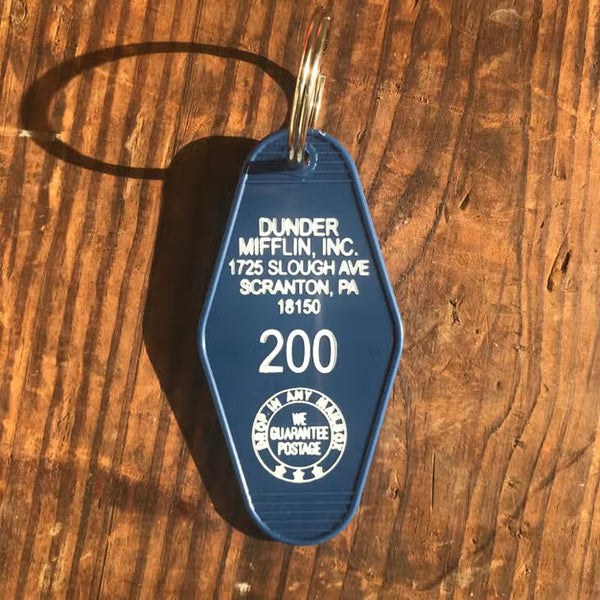 DUNDER
MIFFLIN, INC.
1725 SLOUGH AVE
SCRANTON, PA
18150
200
DROP IN ANY MAILBOX
WE
GUARANTEE
POSTAGE